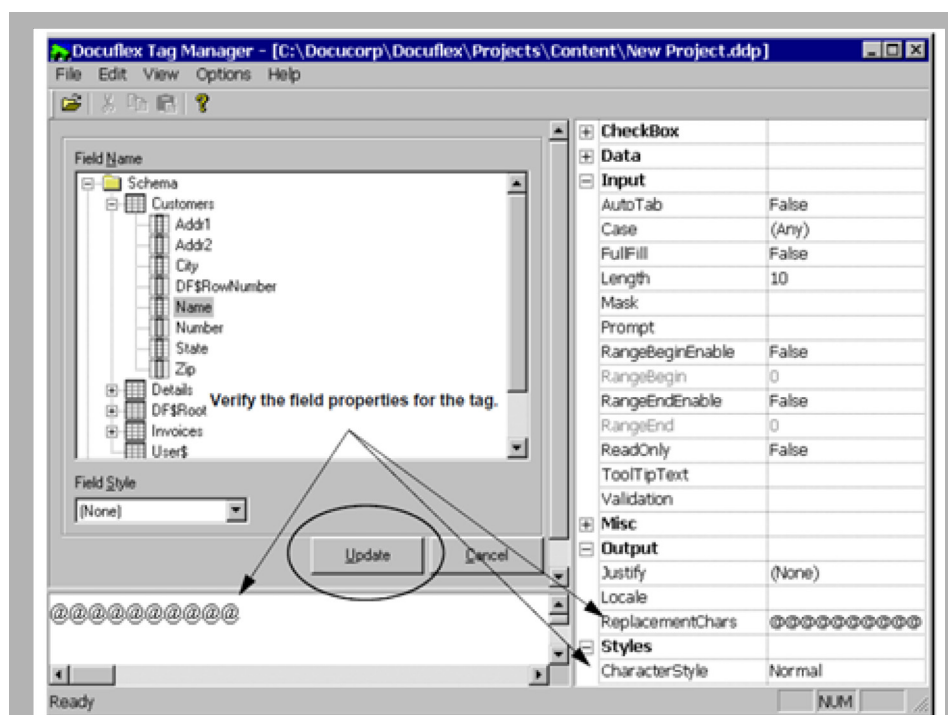 Docuflex Tag Manager - [C:\Docucorp\Docuflex\Projects\Content\New Project.ddp]
File Edit View Options Help
Field Name
Schema
Customers
Addr1
Addr2
City
DF$RowNumber
Name
Number
State
Zip
Details
DF$Root
Invoices
User$
Verify the field properties for the tag.
Field Style
(None)
Update Cancel
@@@@@@@@@@
CheckBox
Data
Input
AutoTab False
Case (Any)
FullFill False
Length 10
Mask
Prompt
RangeBeginEnable False
RangeBegin 0
RangeEndEnable False
RangeEnd 0
ReadOnly False
ToolTipText
Validation
Misc
Output
Justify (None)
Locale
ReplacementChars @@@@@@@@@@
Styles
CharacterStyle Normal
Ready NUM